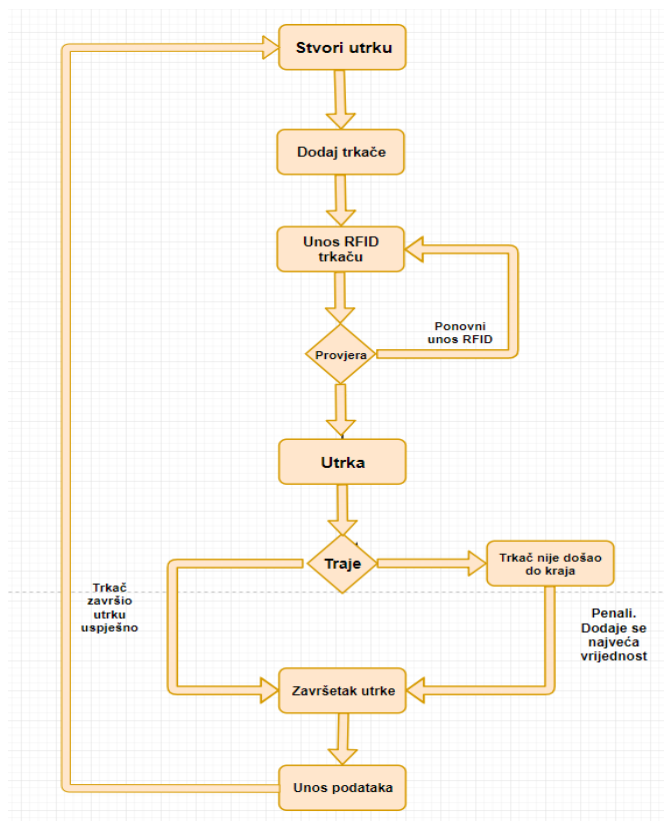 Stvori utrku
Dodaj trkače
Unos RFID
trkaču
Ponovni
unos RFID
Provjera
Utrka
Traje
Trkač nije došao
do kraja
Trkač
završio
utrku
uspješno
Penali.
Dodaje se
najveća
vrijednost
Završetak utrke
Unos podataka